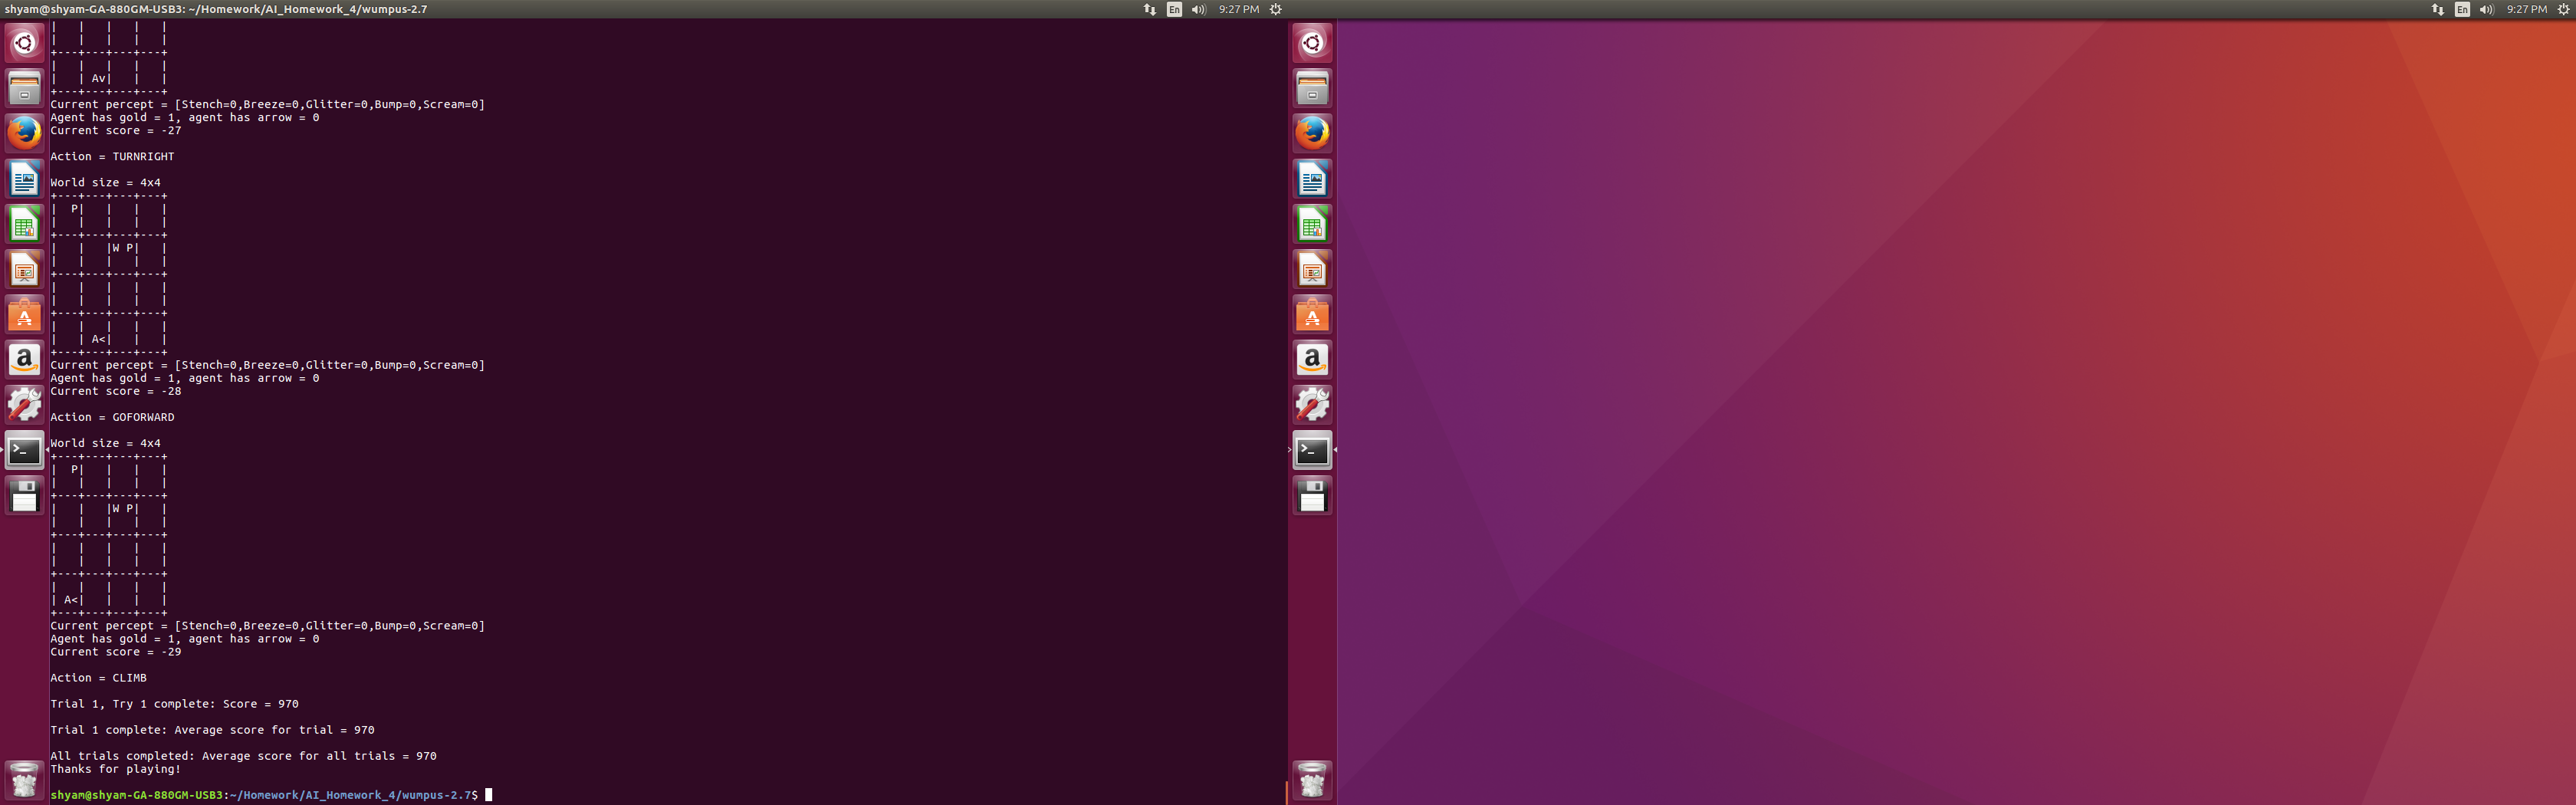 shyam@shyam-GA-880GM-USB3: ~/Homework/AI_Homework_4/wumpus-2.7
En 9:27 PM
En 9:27 PM
|   |   |   |   |
|   |   |   |   |
+---+---+---+---+
|   |   |   |   |
|   | Av|   |   |
+---+---+---+---+
Current percept = [Stench=0,Breeze=0,Glitter=0,Bump=0,Scream=0]
Agent has gold = 1, agent has arrow = 0
Current score = -27
Action = TURNRIGHT
World size = 4x4
+---+---+---+---+
|  P|   |   |   |
|   |   |   |   |
+---+---+---+---+
|   |   |W P|   |
|   |   |   |   |
+---+---+---+---+
|   |   |   |   |
|   |   |   |   |
+---+---+---+---+
|   |   |   |   |
|   | A<|   |   |
+---+---+---+---+
Current percept = [Stench=0,Breeze=0,Glitter=0,Bump=0,Scream=0]
Agent has gold = 1, agent has arrow = 0
Current score = -28
Action = GOFORWARD
World size = 4x4
+---+---+---+---+
|  P|   |   |   |
|   |   |   |   |
+---+---+---+---+
|   |   |W P|   |
|   |   |   |   |
+---+---+---+---+
|   |   |   |   |
|   |   |   |   |
+---+---+---+---+
|   |   |   |   |
| A<|   |   |   |
+---+---+---+---+
Current percept = [Stench=0,Breeze=0,Glitter=0,Bump=0,Scream=0]
Agent has gold = 1, agent has arrow = 0
Current score = -29
Action = CLIMB
Trial 1, Try 1 complete: Score = 970
Trial 1 complete: Average score for trial = 970
All trials completed: Average score for all trials = 970
Thanks for playing!
shyam@shyam-GA-880GM-USB3:~/Homework/AI_Homework_4/wumpus-2.7$